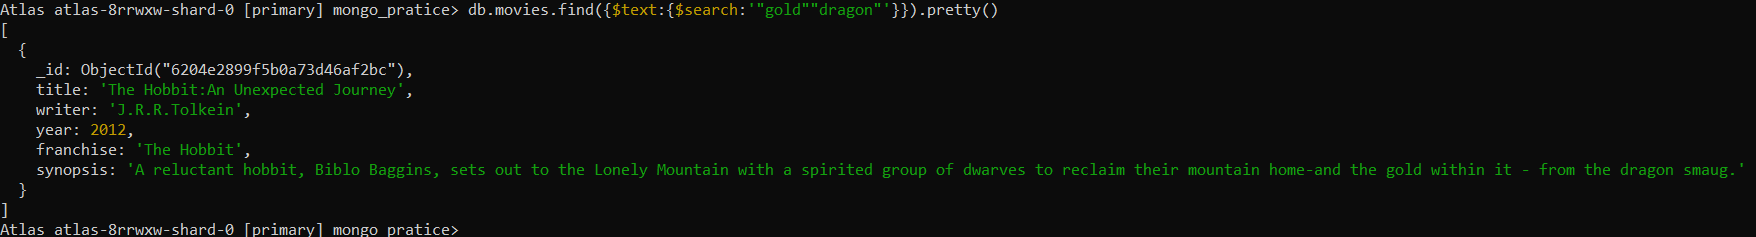 Atlas atlas-8rrwxw-shard-0 [primary] mongo_pratice> db.movies.find({$text:{$search:'"gold""dragon"'}}).pretty()
[
  {
    _id: ObjectId("6204e2899f5b0a73d46af2bc"),
    title: 'The Hobbit:An Unexpected Journey',
    writer: 'J.R.R.Tolkein',
    year: 2012,
    franchise: 'The Hobbit',
    synopsis: 'A reluctant hobbit, Biblo Baggins, sets out to the Lonely Mountain with a spirited group of dwarves to reclaim their mountain home-and the gold within it - from the dragon smaug.'
  }
]
Atlas atlas-8rrwxw-shard-0 [primary] mongo_pratice>